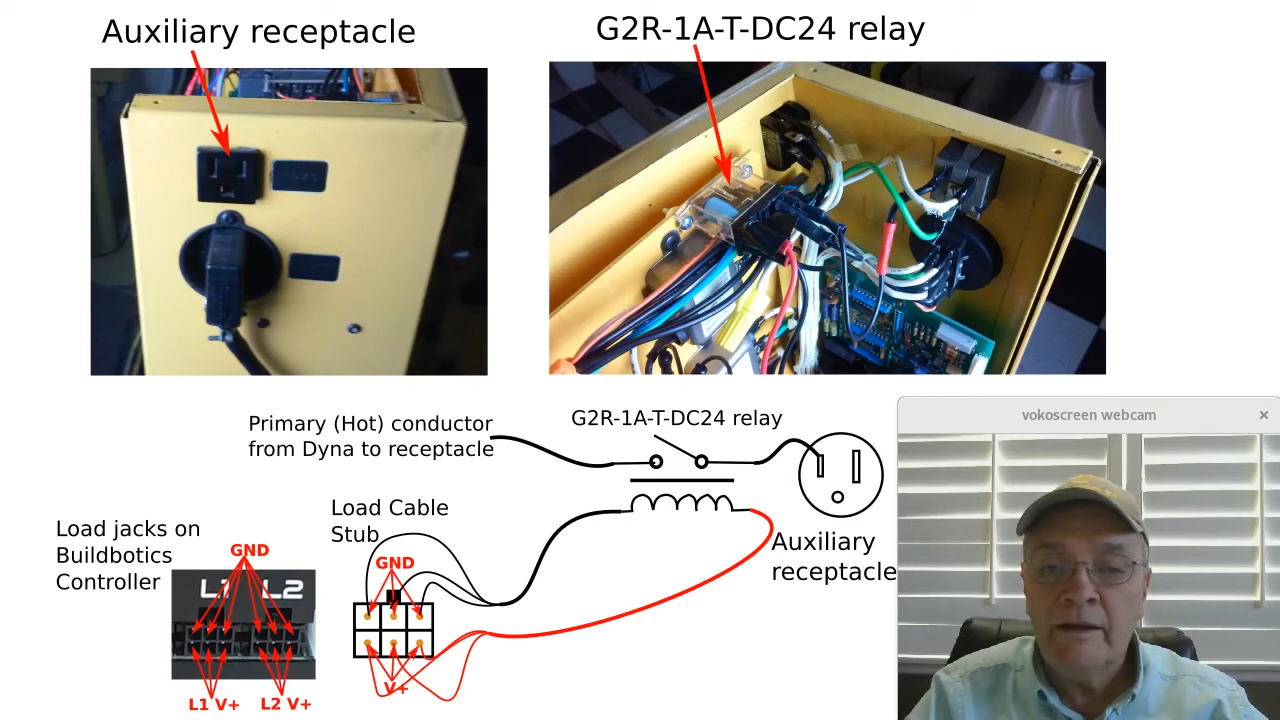 Auxiliary receptacle
G2R-1A-T-DC24 relay
Primary (Hot) conductor
from Dyna to receptacle
G2R-1A-T-DC24 relay
vokoscreen webcam
Load Cable
Stub
Load jacks on
Buildbotics
Controller
GND
GND
Auxiliary
receptacle
L2
V+
L1 V+
L2 V+